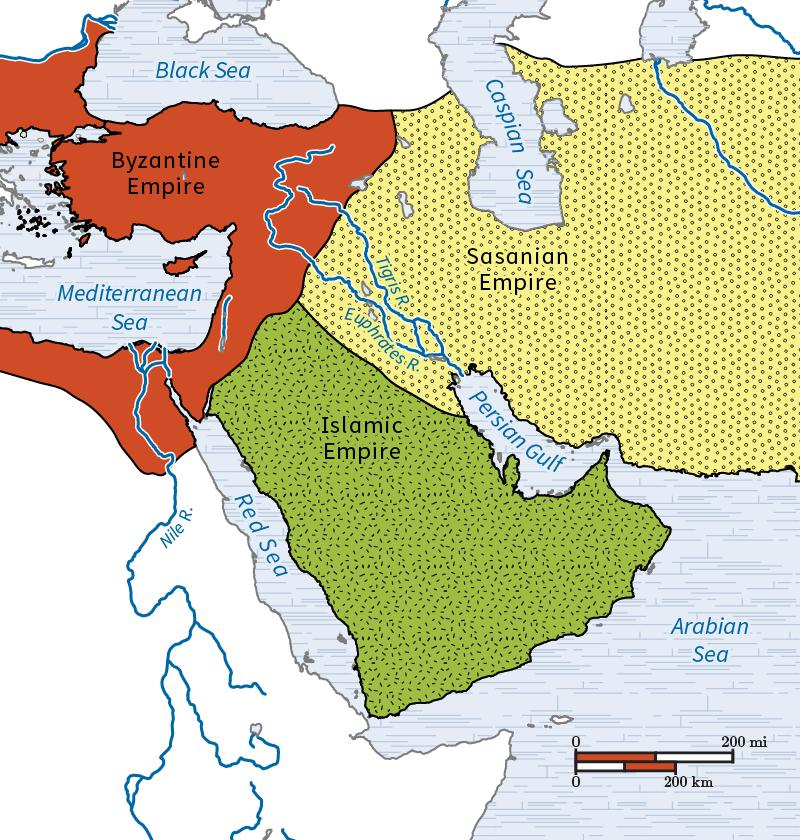 Black Sea
Caspian Sea
Byzantine
Empire
Sasanian
Empire
Tigris R.
Mediterranean
Sea
Euphrates R.
Persian Gulf
Islamic
Empire
Red Sea
Nile R.
Arabian
Sea
0 200 mi
0 200 km